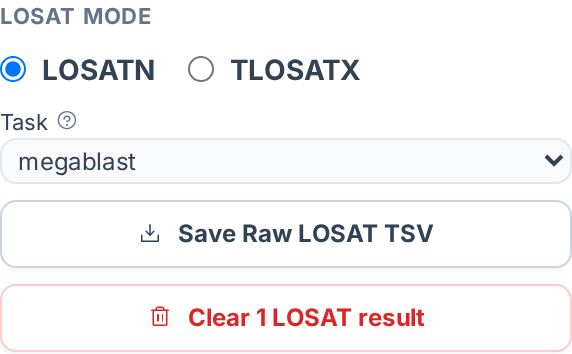 LOSAT MODE
LOSATN TLOSATX
Task
megablast
Save Raw LOSAT TSV
Clear 1 LOSAT result